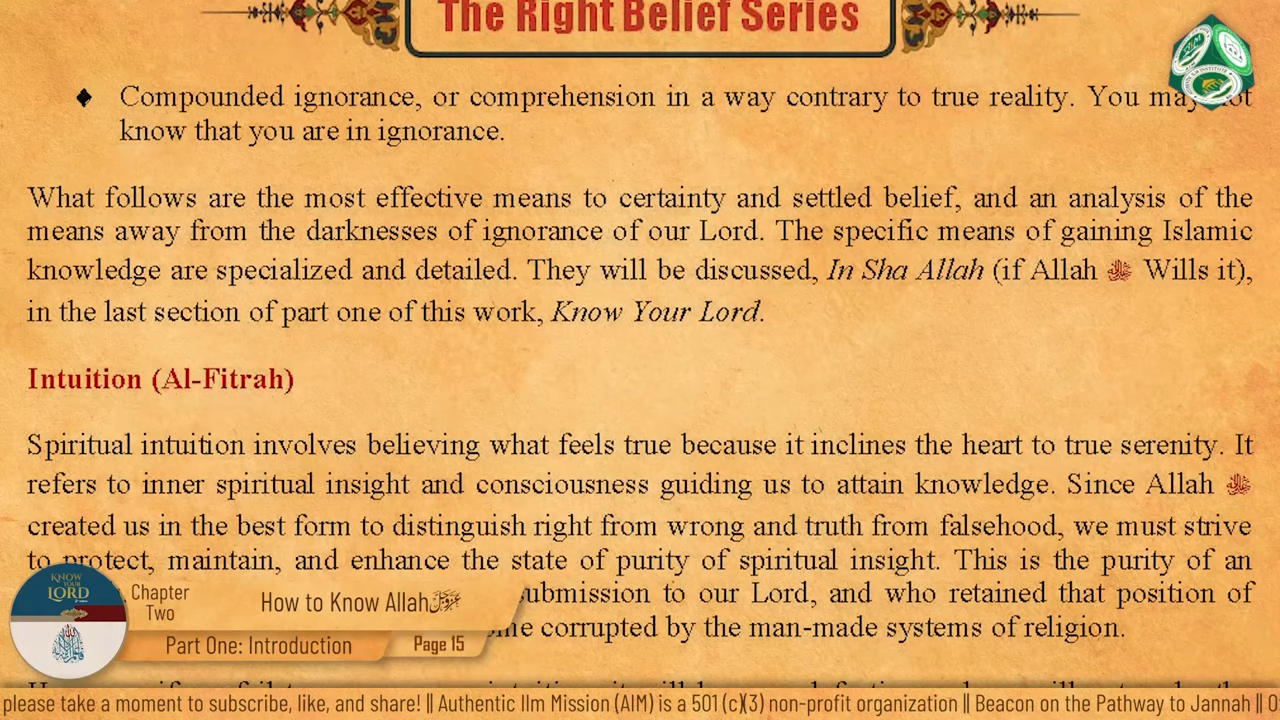 The Right Belief Series
♦ Compounded ignorance, or comprehension in a way contrary to true reality. You may not
know that you are in ignorance.
What follows are the most effective means to certainty and settled belief, and an analysis of the
means away from the darknesses of ignorance of our Lord. The specific means of gaining Islamic
knowledge are specialized and detailed. They will be discussed, In Sha Allah (if Allah ﷻ Wills it),
in the last section of part one of this work, Know Your Lord.
Intuition (Al-Fitrah)
Spiritual intuition involves believing what feels true because it inclines the heart to true serenity. It
refers to inner spiritual insight and consciousness guiding us to attain knowledge. Since Allah ﷻ
created us in the best form to distinguish right from wrong and truth from falsehood, we must strive
to protect, maintain, and enhance the state of purity of spiritual insight. This is the purity of an
submission to our Lord, and who retained that position of
corrupted by the man-made systems of religion.
KNOW
YOUR
LORD
Chapter
Two
How to Know Allah عزوجل
Part One: Introduction
Page 15
please take a moment to subscribe, like, and share! || Authentic Ilm Mission (AIM) is a 501 (c)(3) non-profit organization || Beacon on the Pathway to Jannah ||